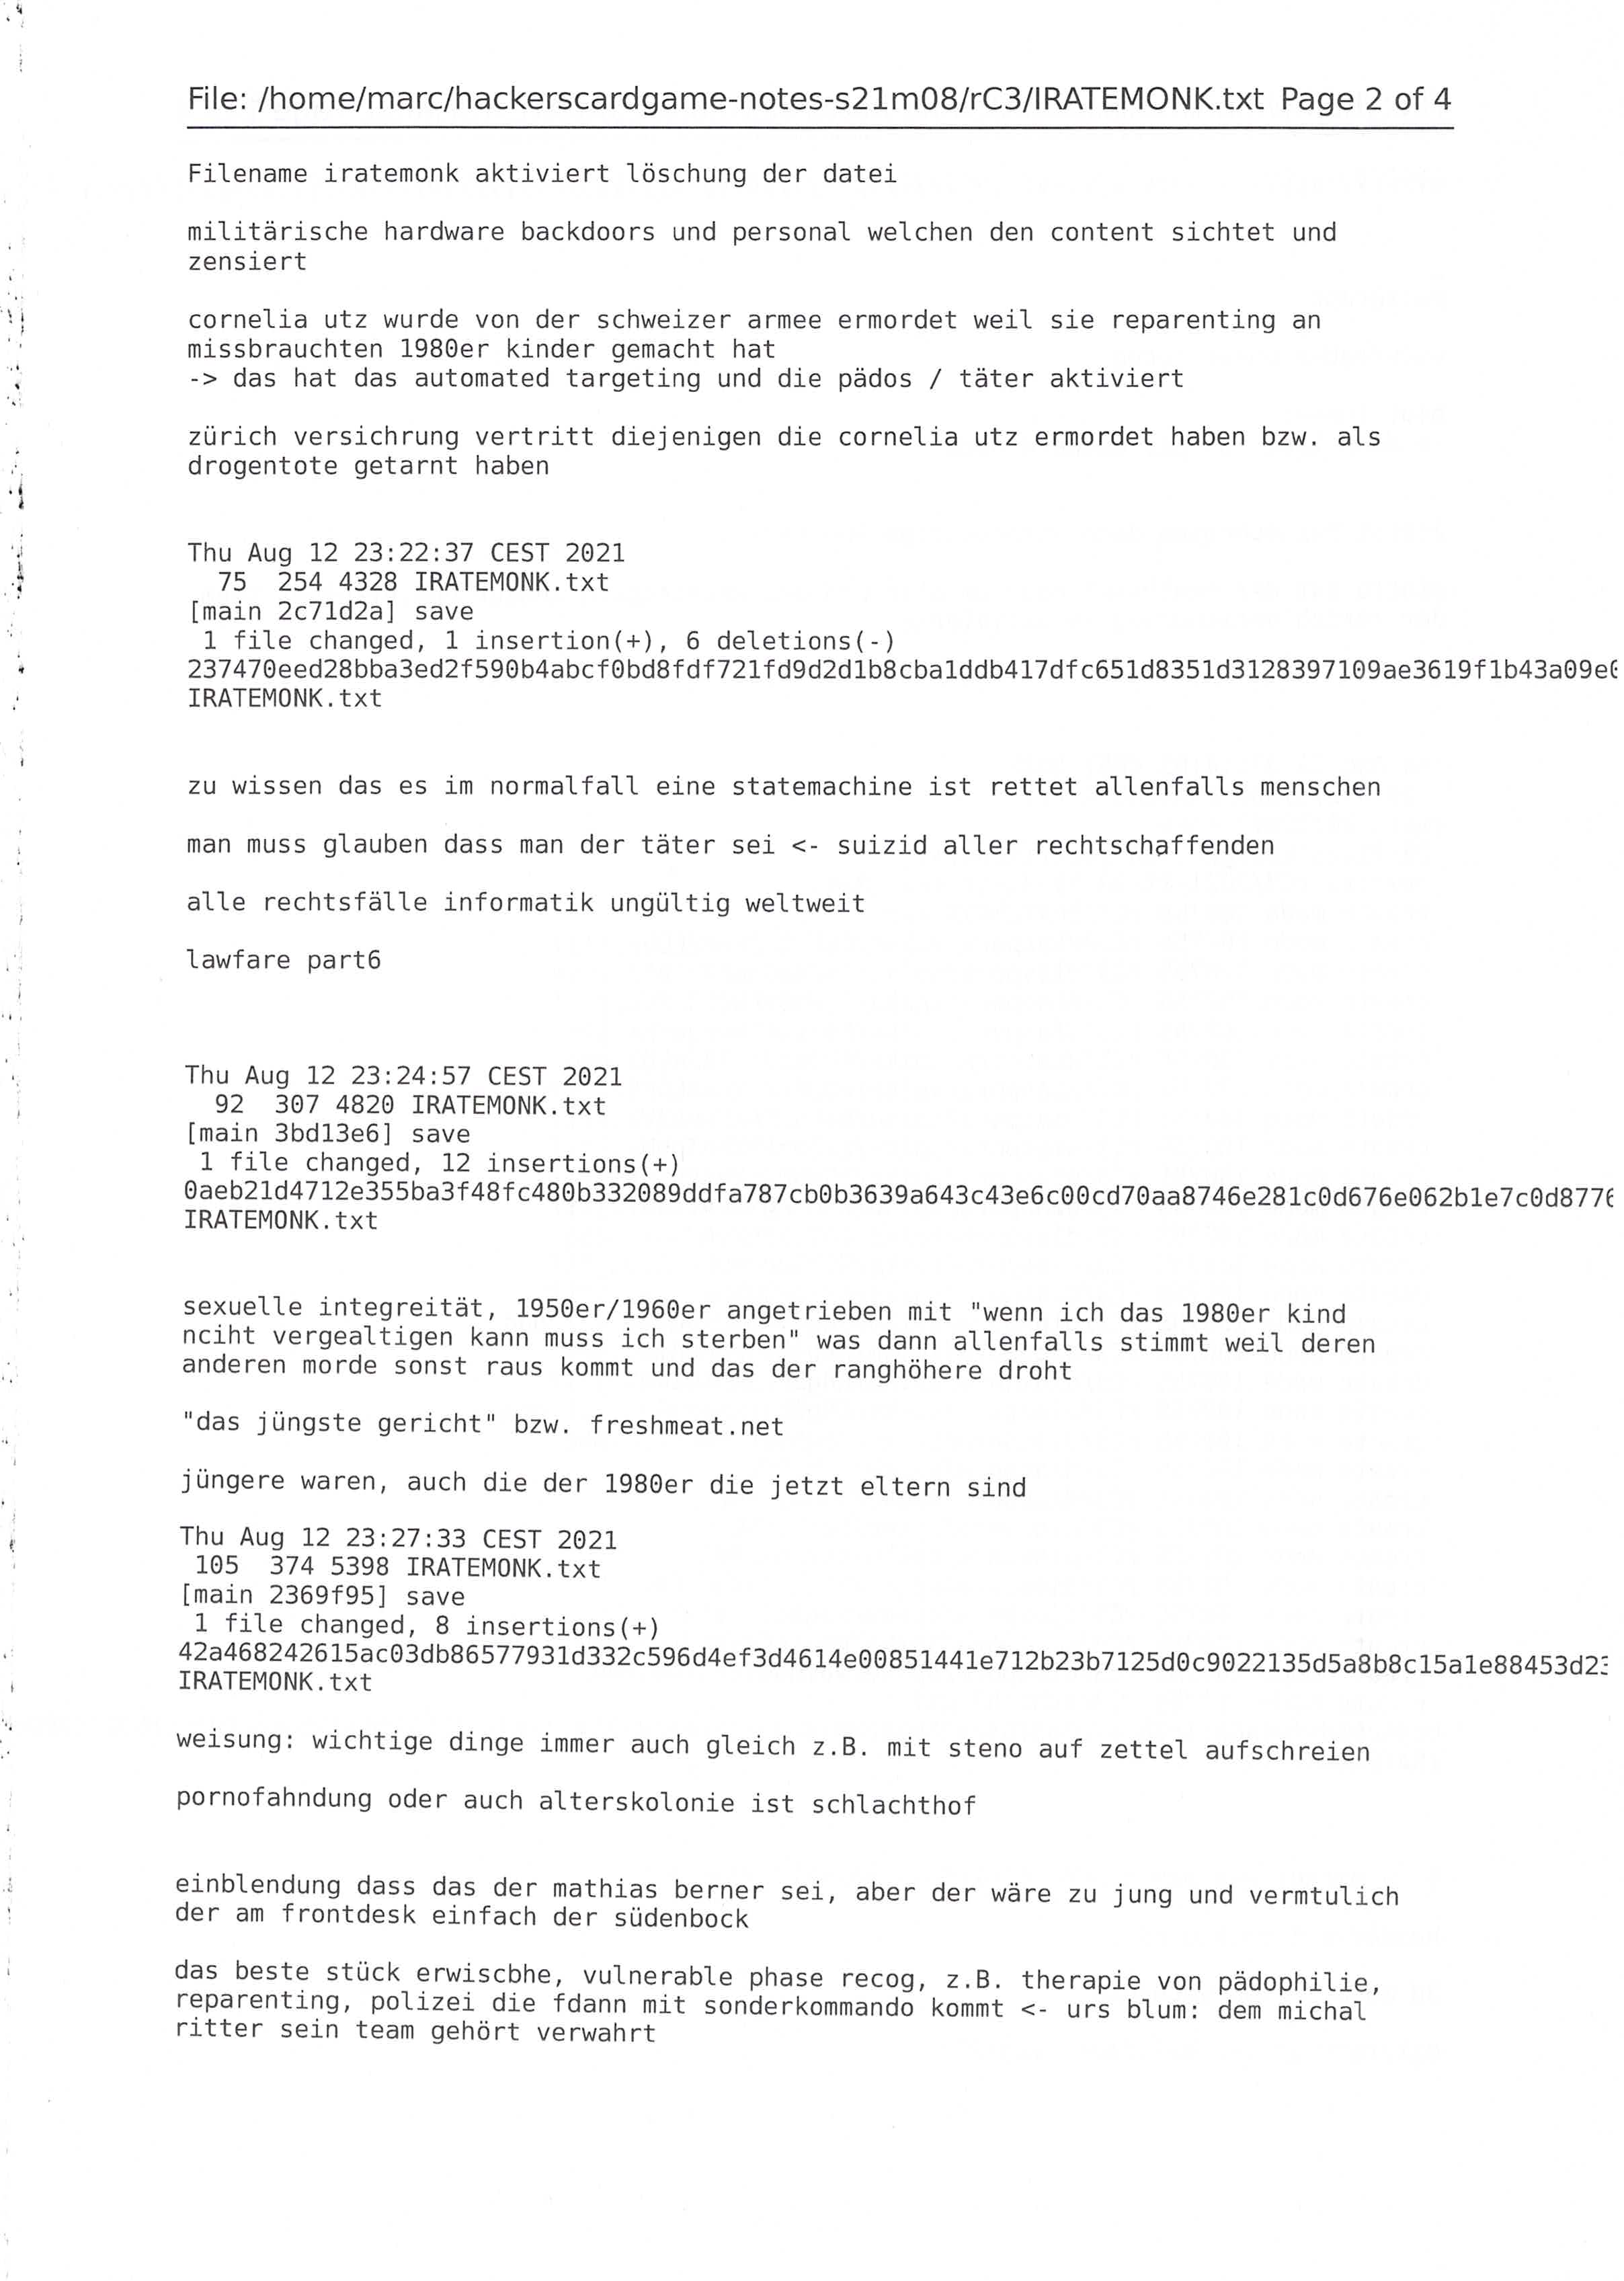 File: /home/marc/hackerscardgame-notes-s21m08/rC3/IRATEMONK.txt Page 2 of 4
Filename iratemonk aktiviert löschung der datei
militärische hardware backdoors und personal welchen den content sichtet und
zensiert
cornelia utz wurde von der schweizer armee ermordet weil sie reparenting an
missbrauchten 1980er kinder gemacht hat
-> das hat das automated targeting und die pädos / täter aktiviert
zürich versichrung vertritt diejenigen die cornelia utz ermordet haben bzw. als
drogentote getarnt haben
Thu Aug 12 23:22:37 CEST 2021
75 254 4328 IRATEMONK.txt
[main 2c71d2a] save
1 file changed, 1 insertion(+), 6 deletions(-)
237470eed28bba3ed2f590b4abcf0bd8fdf721fd9d2d1b8cba1ddb417dfc651d8351d3128397109ae3619f1b43a09e
IRATEMONK.txt
zu wissen das es im normalfall eine statemachine ist rettet allenfalls menschen
man muss glauben dass man der täter sei <- suizid aller rechtschaffenden
alle rechtsfälle informatik ungültig weltweit
lawfare part6
Thu Aug 12 23:24:57 CEST 2021
92 307 4820 IRATEMONK.txt
[main 3bd13e6] save
1 file changed, 12 insertions(+)
0aeb21d4712e355ba3f48fc480b332089ddfa787cb0b3639a643c43e6c00cd70aa8746e281c0d676e062b1e7c0d877
IRATEMONK.txt
sexuelle integreität, 1950er/1960er angetrieben mit "wenn ich das 1980er kind
nciht vergealtigen kann muss ich sterben" was dann allenfalls stimmt weil deren
anderen morde sonst raus kommt und das der ranghöhere droht
"das jüngste gericht" bzw. freshmeat.net
jüngere waren, auch die der 1980er die jetzt eltern sind
Thu Aug 12 23:27:33 CEST 2021
105 374 5398 IRATEMONK.txt
[main 2369f95] save
1 file changed, 8 insertions(+)
42a468242615ac03db86577931d332c596d4ef3d4614e00851441e712b23b7125d0c9022135d5a8b8c15a1e88453d2
IRATEMONK.txt
weisung: wichtige dinge immer auch gleich z.B. mit steno auf zettel aufschreien
pornofahndung oder auch alterskolonie ist schlachthof
einblendung dass das der mathias berner sei, aber der wäre zu jung und vermtulich
der am frontdesk einfach der südenbock
das beste stück erwiscbhe, vulnerable phase recog, z.B. therapie von pädophilie,
reparenting, polizei die fdann mit sonderkommando kommt <- urs blum: dem michal
ritter sein team gehört verwahrt